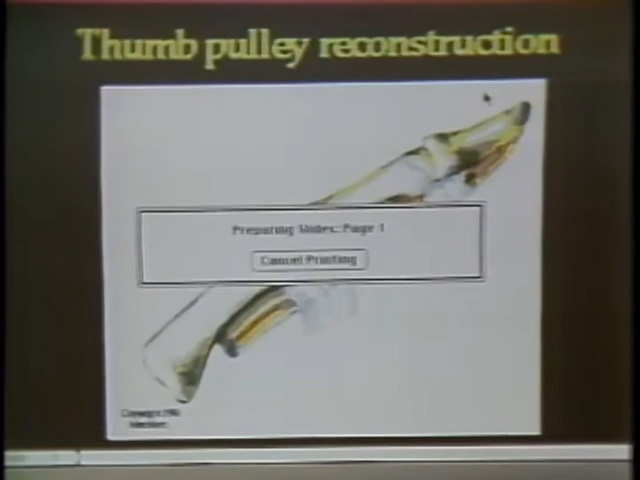 Thumb pulley reconstruction
Preparing Slides: Page 1
Cancel Printing